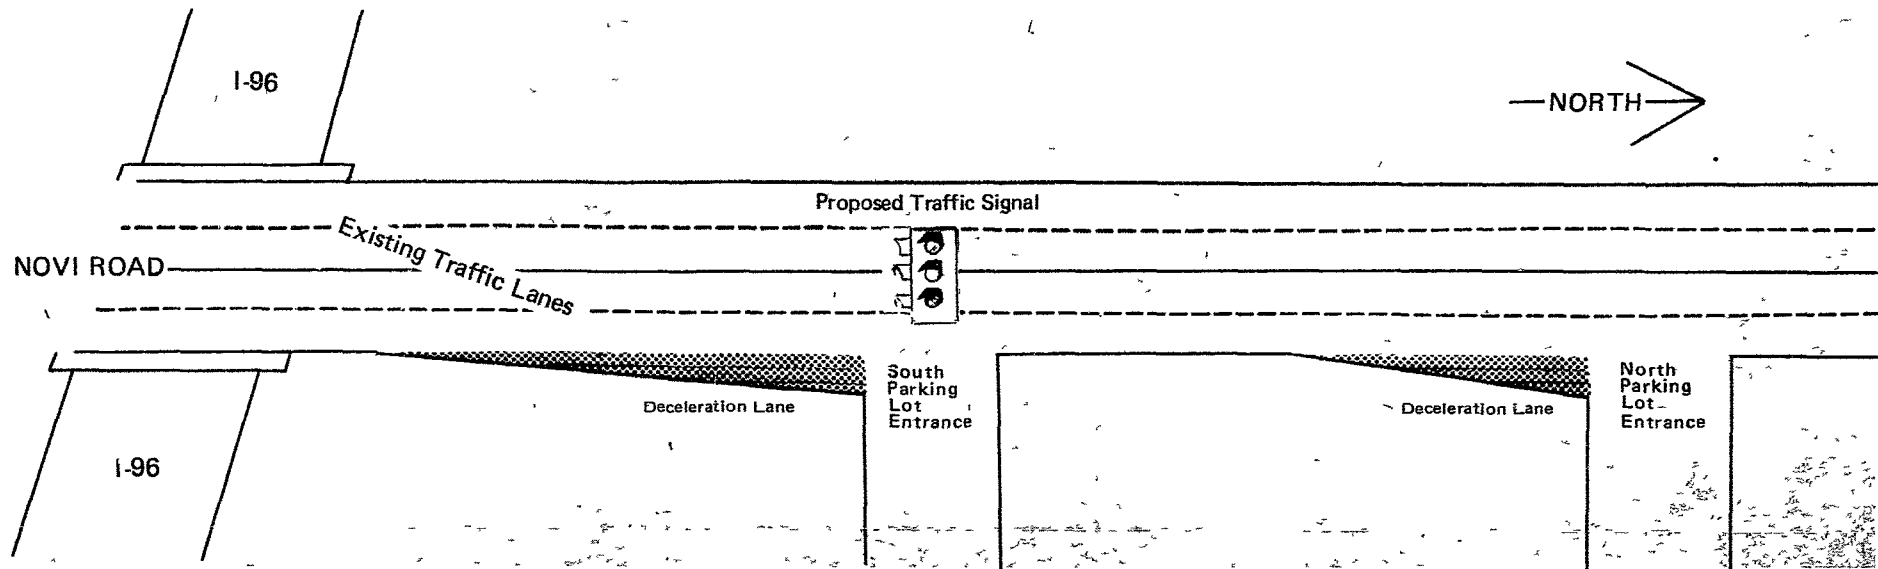 I-96
NORTH
Proposed Traffic Signal
Existing Traffic Lanes
NOVI ROAD
South
Parking
Lot
Entrance
Deceleration Lane
North
Parking
Lot
Entrance
Deceleration Lane
I-96